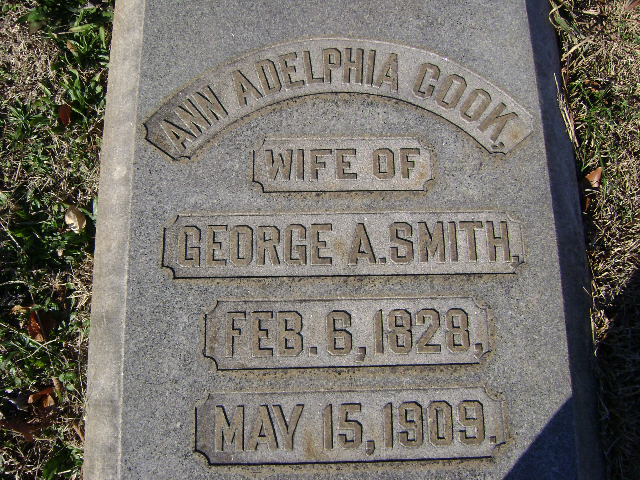 ANN ADELPHIA COOK,
WIFE OF
GEORGE A. SMITH.
FEB. 6, 1828.
MAY 15, 1909.